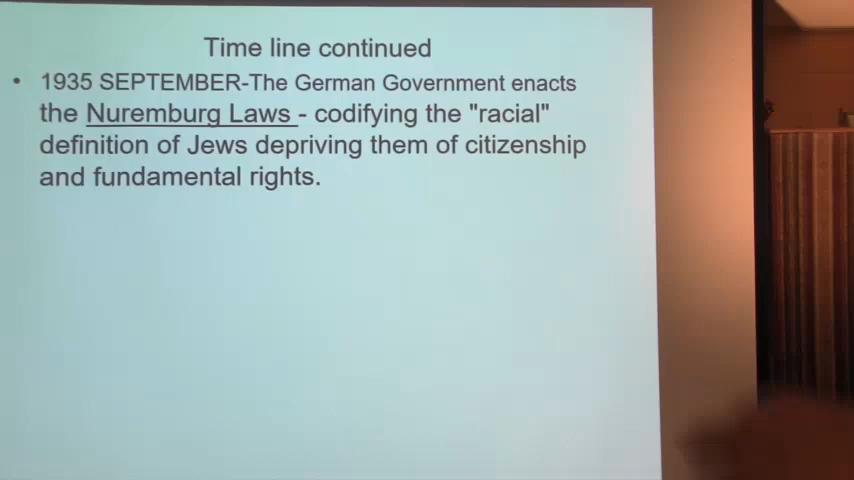 Time line continued
• 1935 SEPTEMBER-The German Government enacts
the Nuremburg Laws - codifying the "racial"
definition of Jews depriving them of citizenship
and fundamental rights.